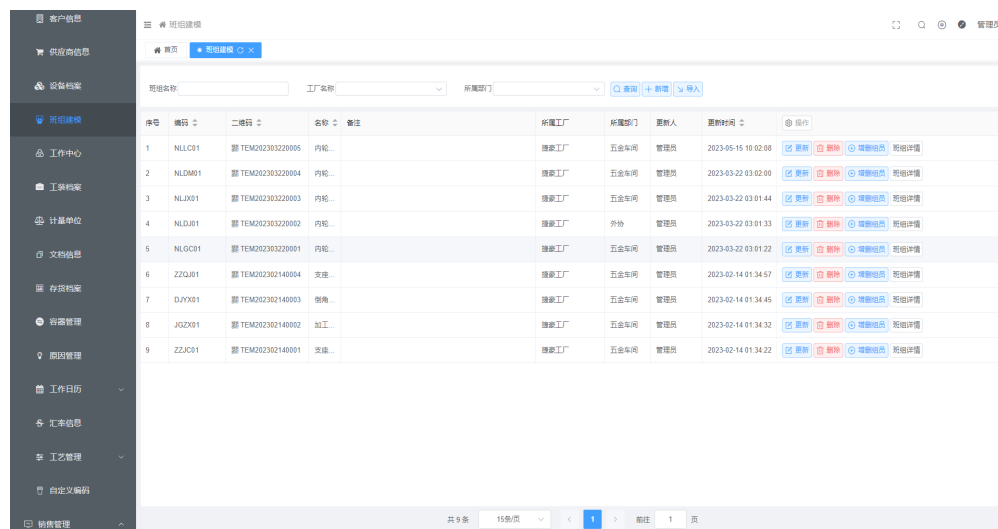 客户信息
供应商信息
设备档案
班组建模
工作中心
工装档案
计量单位
文档信息
存货档案
容器管理
原因管理
工作日历
汇率信息
工艺管理
自定义编码
销售管理
班组建模
管理员
首页 班组建模
班组名称 工厂名称 所属部门 查询 新增 导入
序号 编码 二维码 名称 备注 所属工厂 所属部门 更新人 更新时间 操作
1 NLLC01 TEM202303220005 内轮... 捷豪工厂 五金车间 管理员 2023-05-15 10:02:08 更新 删除 增删组员 班组详情
2 NLDM01 TEM202303220004 内轮... 捷豪工厂 五金车间 管理员 2023-03-22 03:02:00 更新 删除 增删组员 班组详情
3 NLJX01 TEM202303220003 内轮... 捷豪工厂 五金车间 管理员 2023-03-22 03:01:44 更新 删除 增删组员 班组详情
4 NLDJ01 TEM202303220002 内轮... 捷豪工厂 外协 管理员 2023-03-22 03:01:33 更新 删除 增删组员 班组详情
5 NLGC01 TEM202303220001 内轮... 捷豪工厂 五金车间 管理员 2023-03-22 03:01:22 更新 删除 增删组员 班组详情
6 ZZQJ01 TEM202302140004 支座... 捷豪工厂 五金车间 管理员 2023-02-14 01:34:57 更新 删除 增删组员 班组详情
7 DJYX01 TEM202302140003 倒角... 捷豪工厂 五金车间 管理员 2023-02-14 01:34:45 更新 删除 增删组员 班组详情
8 JGZX01 TEM202302140002 加工... 捷豪工厂 五金车间 管理员 2023-02-14 01:34:32 更新 删除 增删组员 班组详情
9 ZZJC01 TEM202302140001 支座... 捷豪工厂 五金车间 管理员 2023-02-14 01:34:22 更新 删除 增删组员 班组详情
共 9 条 15条/页 1 前往 1 页